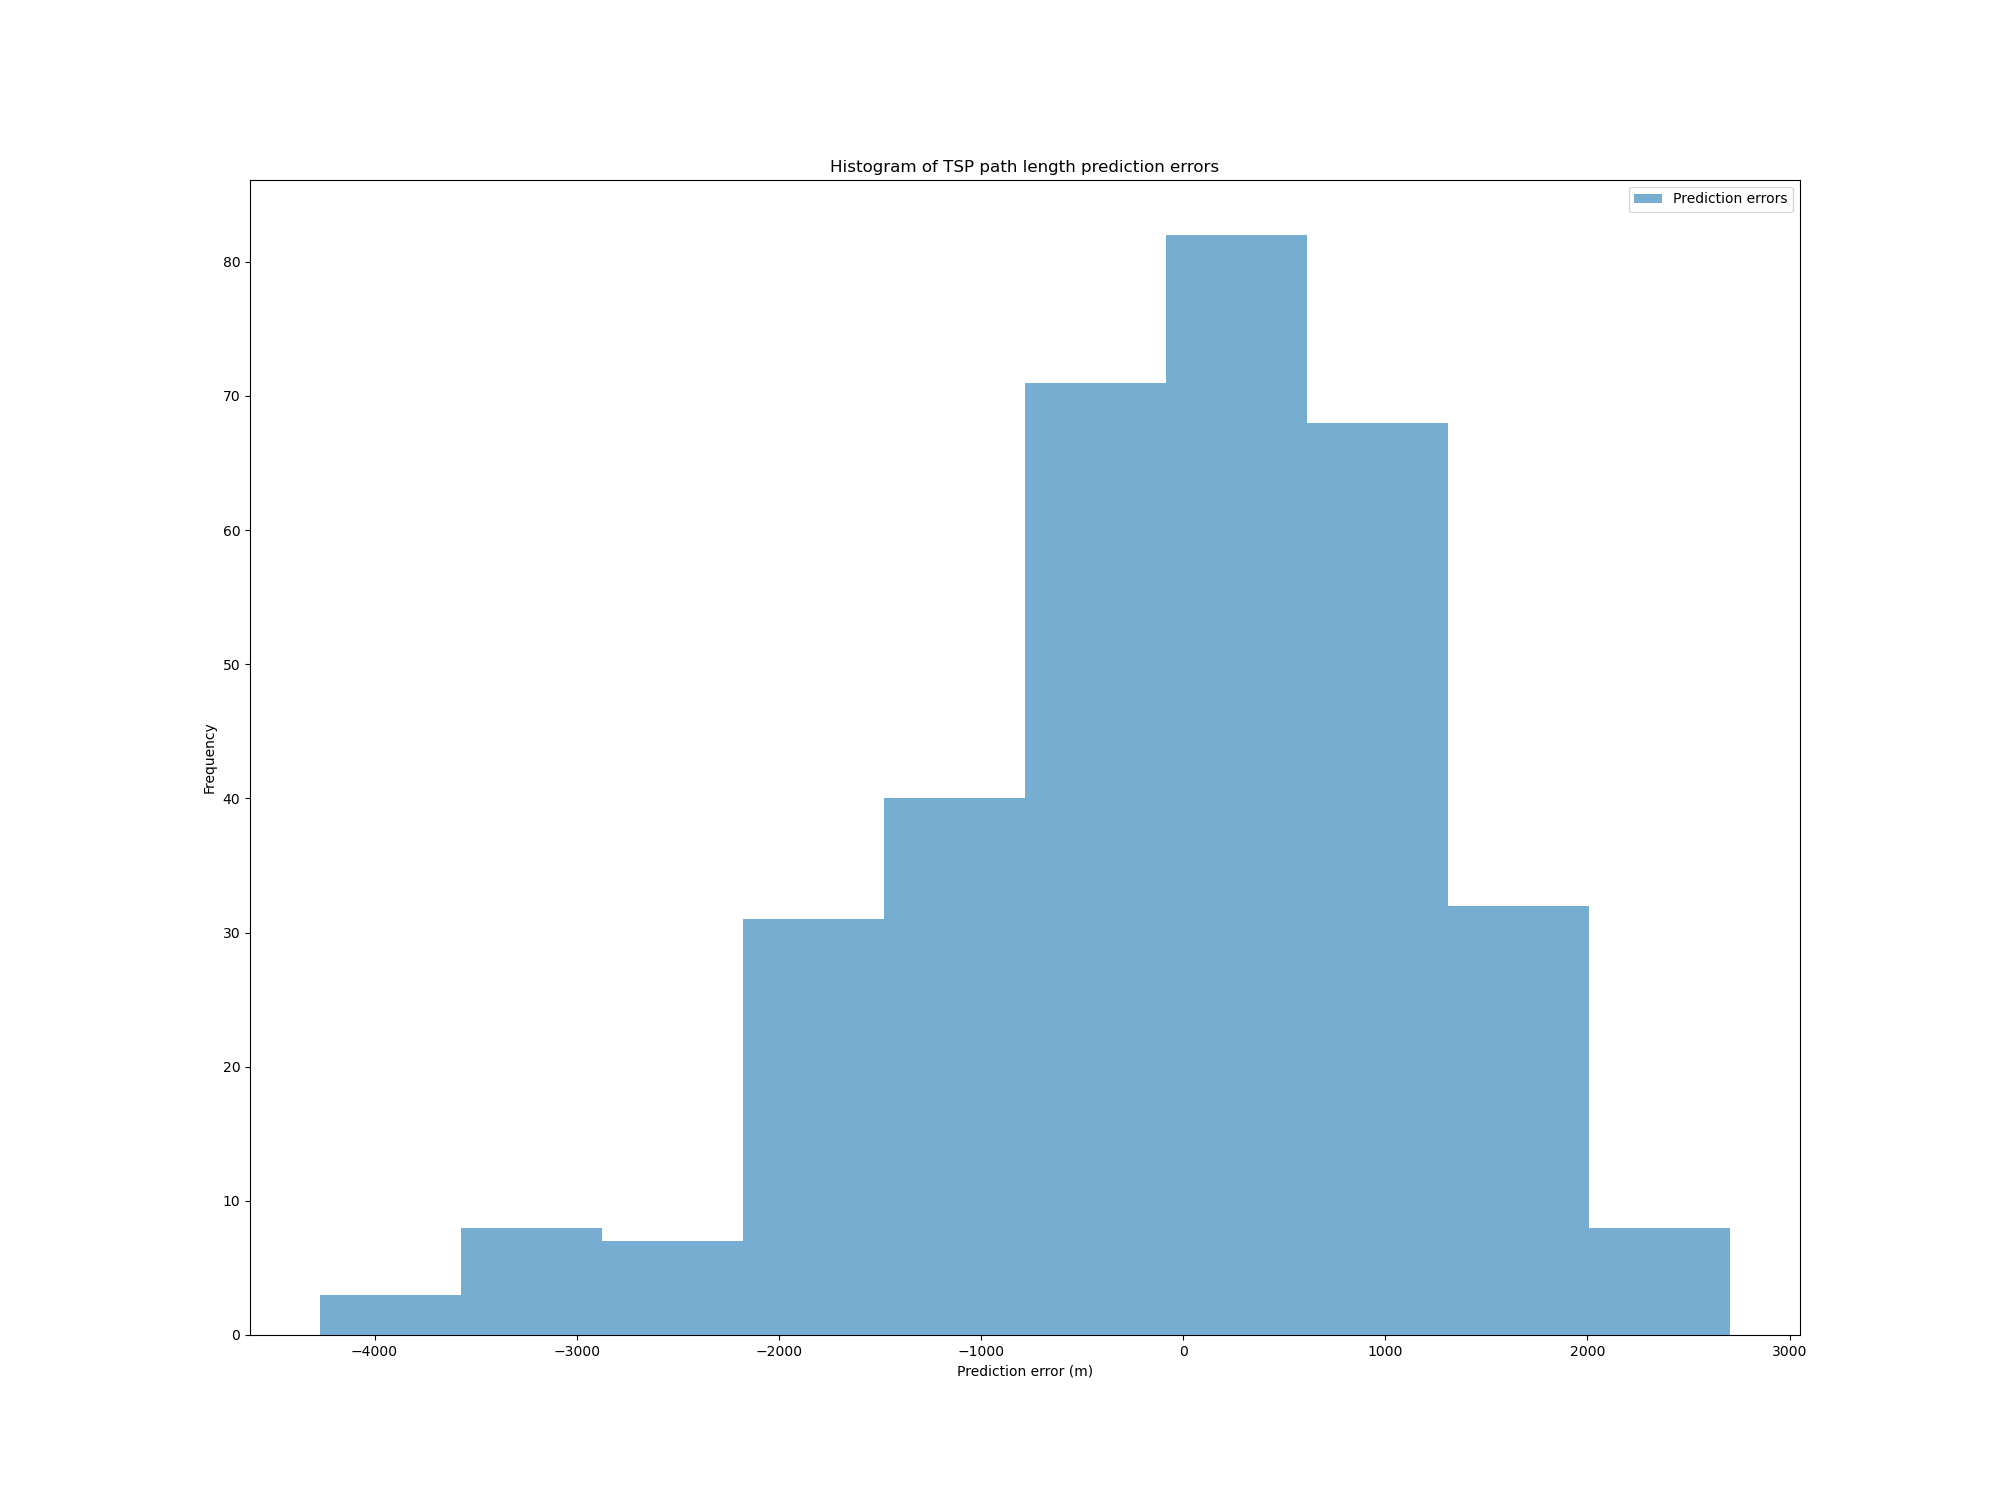 Histogram of TSP path length prediction errors
Prediction errors
80
70
60
50
40
30
20
10
0
Frequency
−4000 −3000 −2000 −1000 0 1000 2000 3000
Prediction error (m)